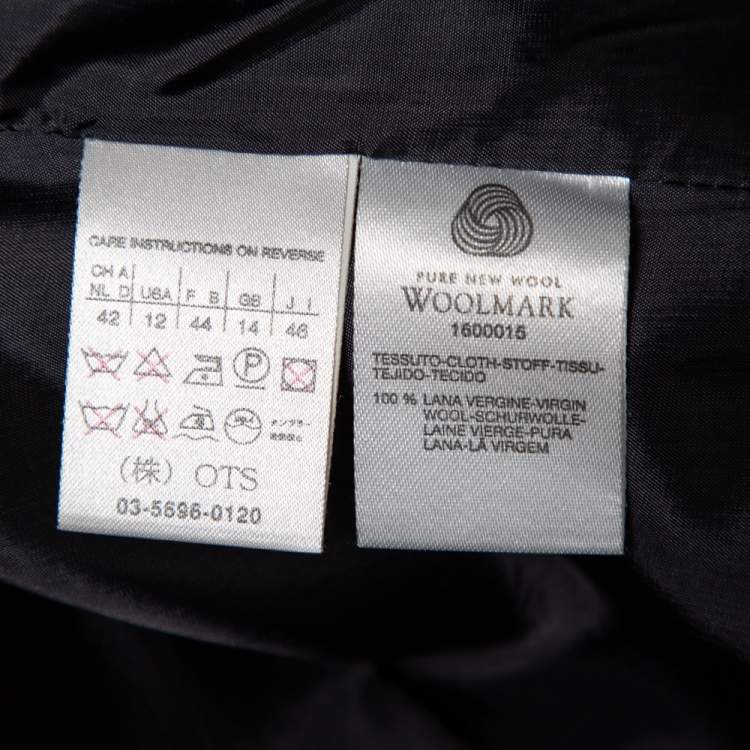 CARE INSTRUCTIONS ON REVERSE
CH A
NL D USA F B GB J I
42 12 44 14 46
P
(株) OTS
03-5696-0120
PURE NEW WOOL
WOOLMARK
1600015
TESSUTO-CLOTH-STOFF-TISSU-
TEJIDO-TECIDO
100 % LANA VERGINE-VIRGIN
WOOL-SCHURWOLLE-
LAINE VIERGE-PURA
LANA-LÃ VIRGEM